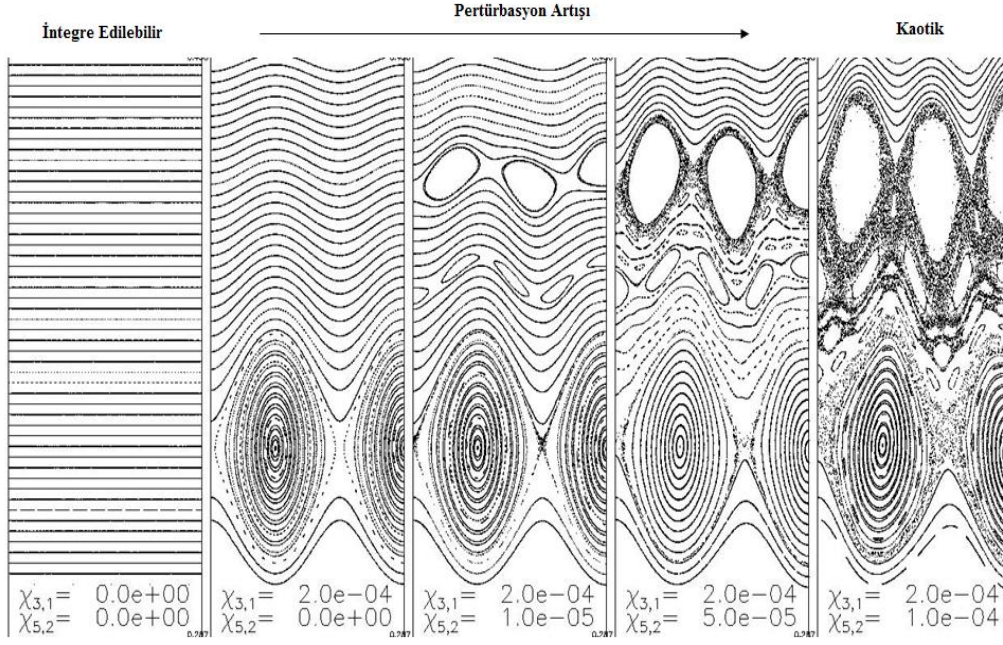 Pertürbasyon Artışı
İntegre Edilebilir
Kaotik
χ3,1= 0.0e+00
χ5,2= 0.0e+00
χ3,1= 2.0e−04
χ5,2= 0.0e+00
χ3,1= 2.0e−04
χ5,2= 1.0e−05
χ3,1= 2.0e−04
χ5,2= 5.0e−05
χ3,1= 2.0e−04
χ5,2= 1.0e−04